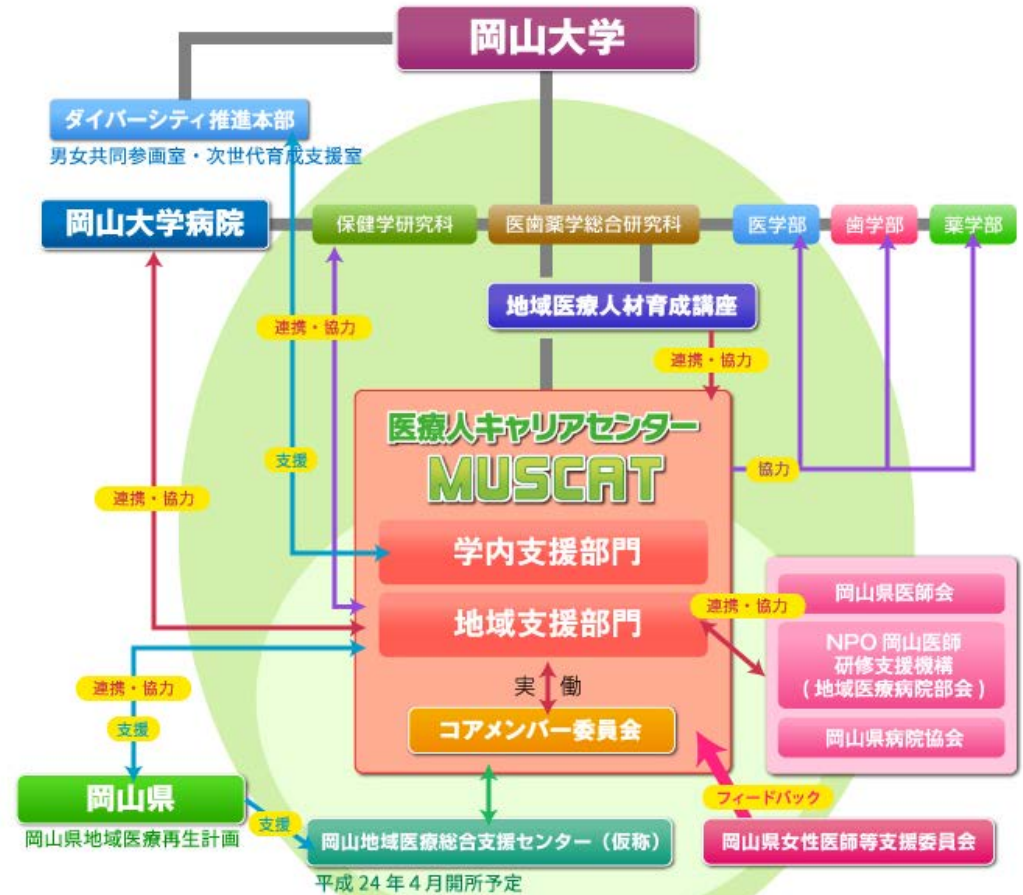 岡山大学
ダイバーシティ推進本部
男女共同参画室・次世代育成支援室
岡山大学病院
保健学研究科
医歯薬学総合研究科
医学部
歯学部
薬学部
地域医療人材育成講座
連携・協力
連携・協力
医療人キャリアセンター
MUSCAT
支援
協力
連携・協力
学内支援部門
地域支援部門
連携・協力
岡山県医師会
NPO 岡山医師
研修支援機構
(地域医療病院部会)
岡山県病院協会
実働
コアメンバー委員会
連携・協力
支援
岡山県
岡山県地域医療再生計画
支援
岡山地域医療総合支援センター（仮称）
平成 24 年 4 月開所予定
フィードバック
岡山県女性医師等支援委員会